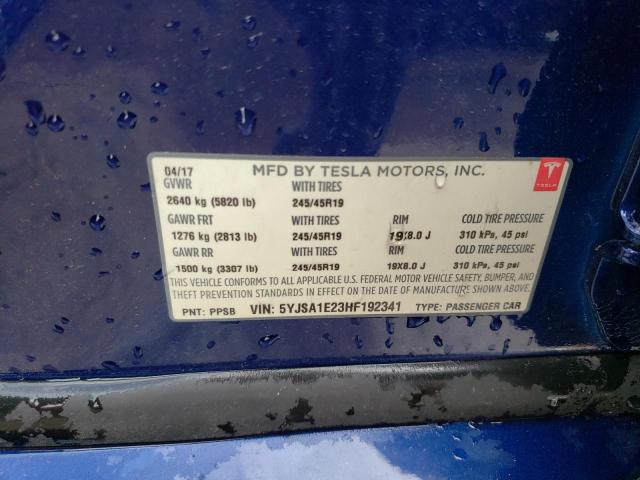 04/17 MFD BY TESLA MOTORS, INC.
GVWR WITH TIRES
TESLA
2640 kg (5820 lb) 245/45R19
GAWR FRT WITH TIRES RIM COLD TIRE PRESSURE
1276 kg (2813 lb) 245/45R19 19X8.0 J 310 kPa, 45 psi
GAWR RR WITH TIRES RIM COLD TIRE PRESSURE
1500 kg (3307 lb) 245/45R19 19X8.0 J 310 kPa, 45 psi
THIS VEHICLE CONFORMS TO ALL APPLICABLE U.S. FEDERAL MOTOR VEHICLE SAFETY, BUMPER, AND
THEFT PREVENTION STANDARDS IN EFFECT ON THE DATE OF MANUFACTURE SHOWN ABOVE.
PNT: PPSB VIN: 5YJSA1E23HF192341 TYPE: PASSENGER CAR